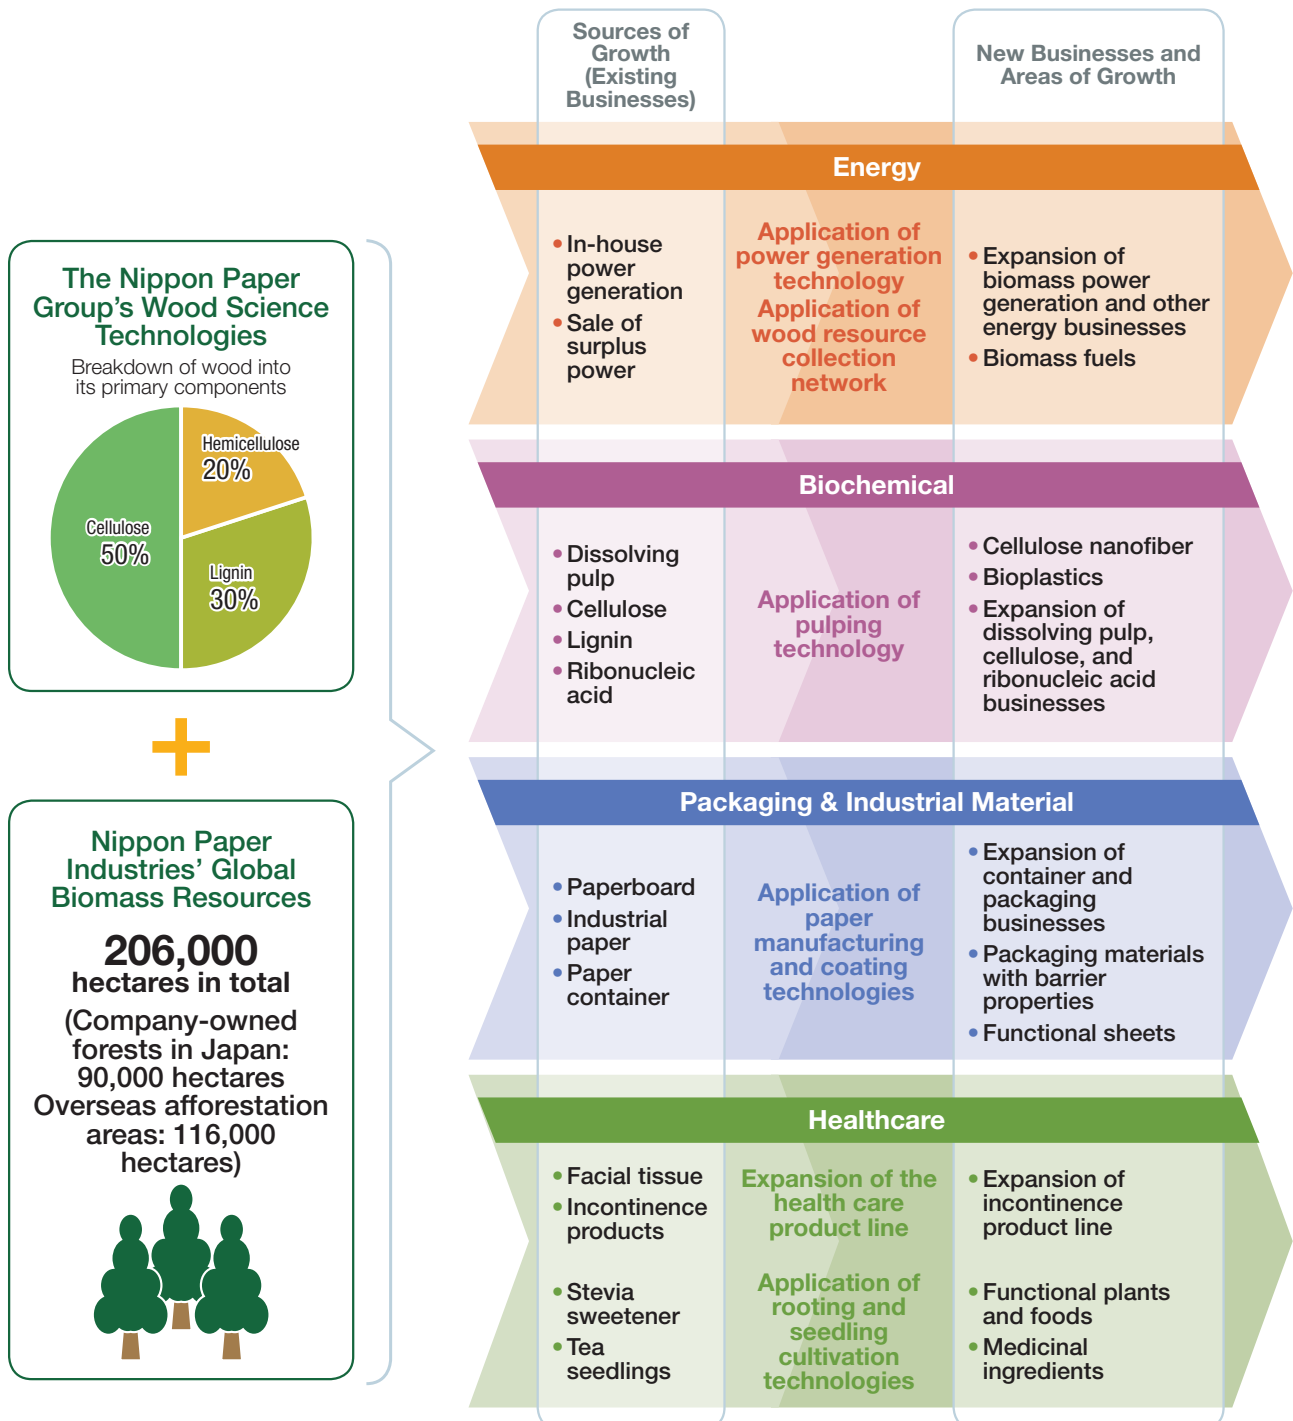 The Nippon Paper
Group’s Wood Science
Technologies
Breakdown of wood into
its primary components
Hemicellulose
20%
Cellulose
50%
Lignin
30%
+
Nippon Paper
Industries’ Global
Biomass Resources
206,000
hectares in total
(Company-owned
forests in Japan:
90,000 hectares
Overseas afforestation
areas: 116,000
hectares)
Sources of
Growth
(Existing
Businesses)
New Businesses and
Areas of Growth
Energy
• In-house
power
generation
• Sale of
surplus
power
Application of
power generation
technology
Application of
wood resource
collection
network
• Expansion of
biomass power
generation and other
energy businesses
• Biomass fuels
Biochemical
• Dissolving
pulp
• Cellulose
• Lignin
• Ribonucleic
acid
Application of
pulping
technology
• Cellulose nanofiber
• Bioplastics
• Expansion of
dissolving pulp,
cellulose, and
ribonucleic acid
businesses
Packaging & Industrial Material
• Paperboard
• Industrial
paper
• Paper
container
Application of
paper
manufacturing
and coating
technologies
• Expansion of
container and
packaging
businesses
• Packaging materials
with barrier
properties
• Functional sheets
Healthcare
• Facial tissue
• Incontinence
products
• Stevia
sweetener
• Tea
seedlings
Expansion of the
health care
product line
Application of
rooting and
seedling
cultivation
technologies
• Expansion of
incontinence
product line
• Functional plants
and foods
• Medicinal
ingredients